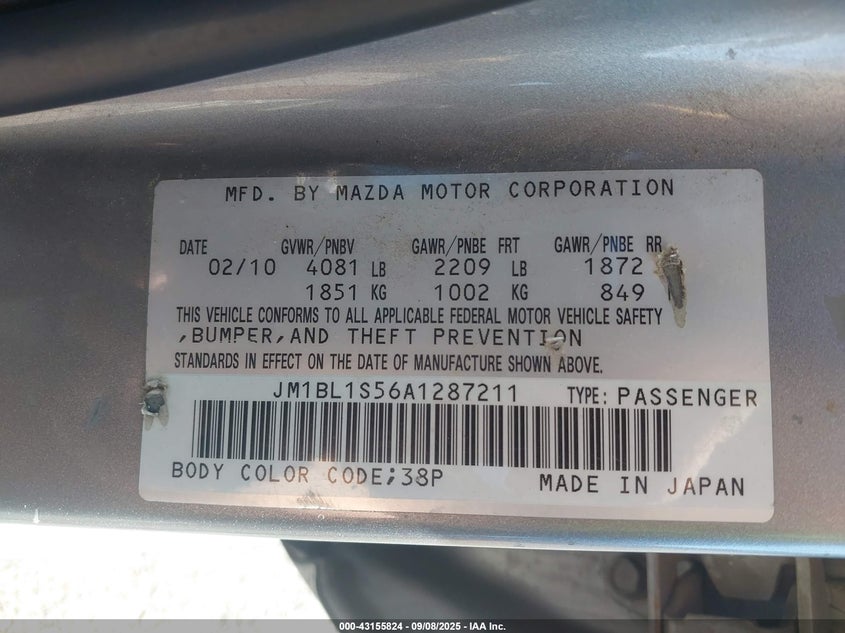 MFD. BY MAZDA MOTOR CORPORATION
DATE GVWR/PNBV GAWR/PNBE FRT GAWR/PNBE RR
02/10 4081 LB 2209 LB 1872
1851 KG 1002 KG 849
THIS VEHICLE CONFORMS TO ALL APPLICABLE FEDERAL MOTOR VEHICLE SAFETY
,BUMPER,AND THEFT PREVENTION
STANDARDS IN EFFECT ON THE DATE OF MANUFACTURE SHOWN ABOVE.
JM1BL1S56A1287211 TYPE: PASSENGER
BODY COLOR CODE;38P MADE IN JAPAN
000-43155824 | 09/08/2025 | IAA Inc.